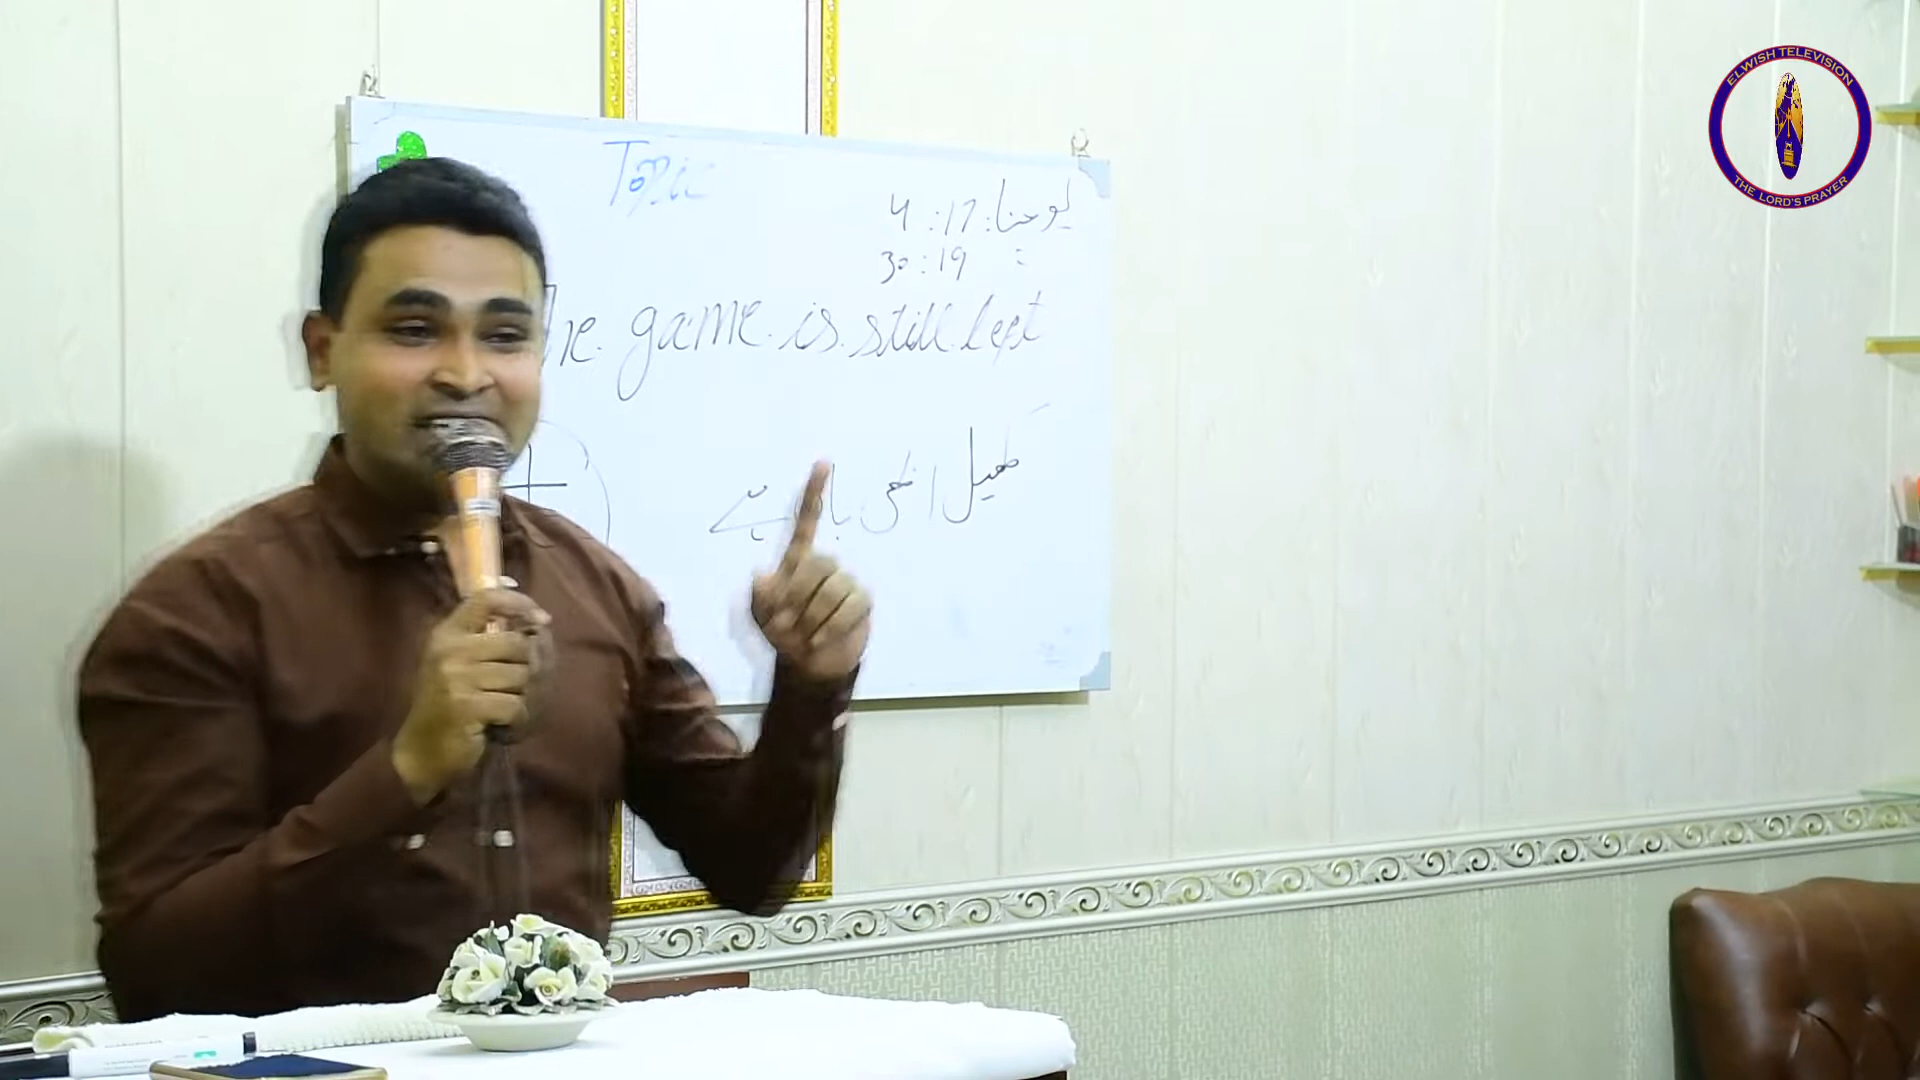 Topic
یوحنا: 17: 4
19: 30
he game is still left
کھیل ابھی باقی ہے
ELWISH TELEVISION
THE LORD'S PRAYER